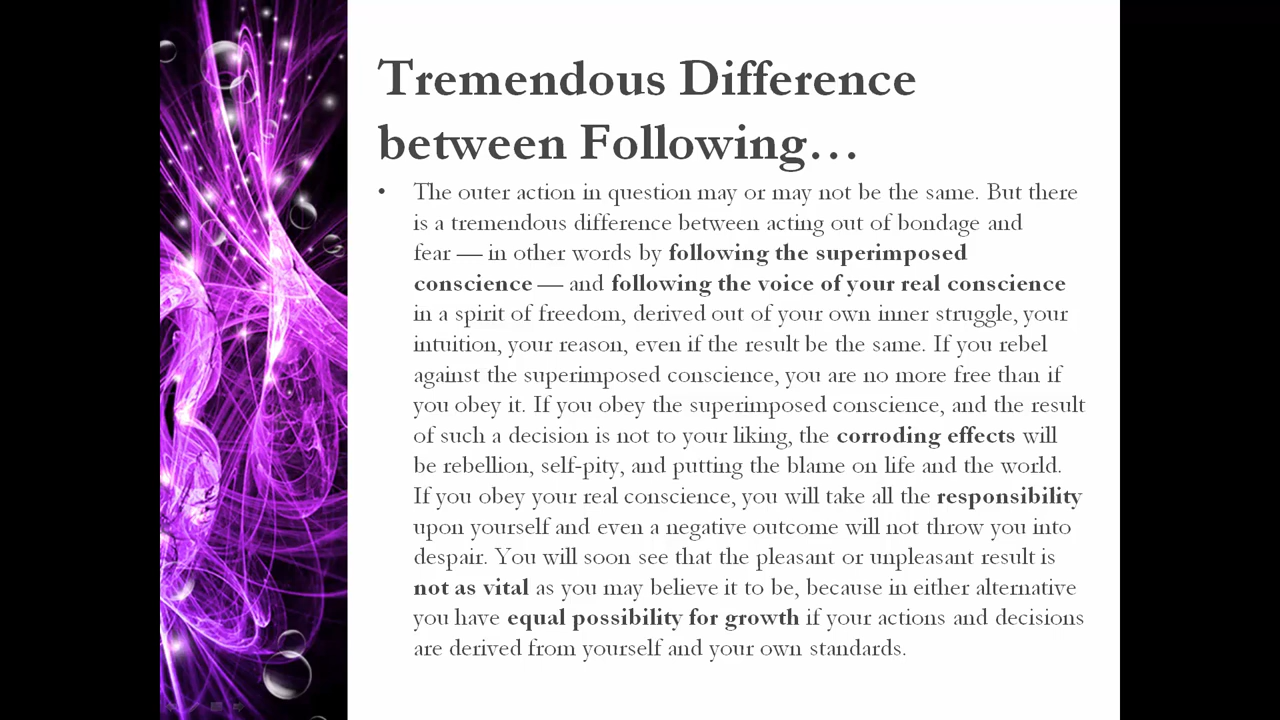 Tremendous Difference
between Following…
• The outer action in question may or may not be the same. But there
is a tremendous difference between acting out of bondage and
fear — in other words by following the superimposed
conscience — and following the voice of your real conscience
in a spirit of freedom, derived out of your own inner struggle, your
intuition, your reason, even if the result be the same. If you rebel
against the superimposed conscience, you are no more free than if
you obey it. If you obey the superimposed conscience, and the result
of such a decision is not to your liking, the corroding effects will
be rebellion, self-pity, and putting the blame on life and the world.
If you obey your real conscience, you will take all the responsibility
upon yourself and even a negative outcome will not throw you into
despair. You will soon see that the pleasant or unpleasant result is
not as vital as you may believe it to be, because in either alternative
you have equal possibility for growth if your actions and decisions
are derived from yourself and your own standards.